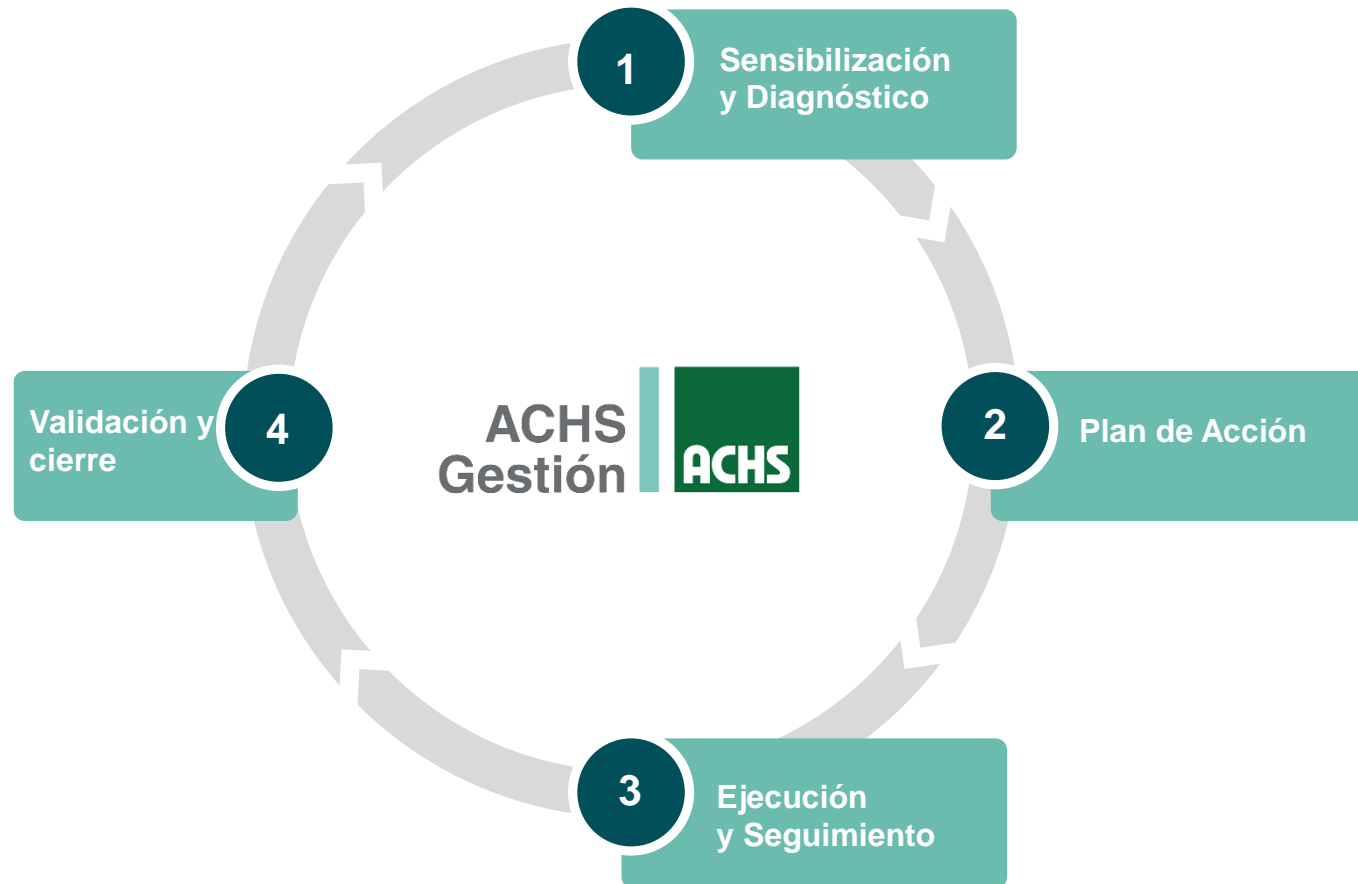 1
Sensibilización
y Diagnóstico
2
Plan de Acción
3
Ejecución
y Seguimiento
4
Validación y
cierre
ACHS
Gestión
ACHS